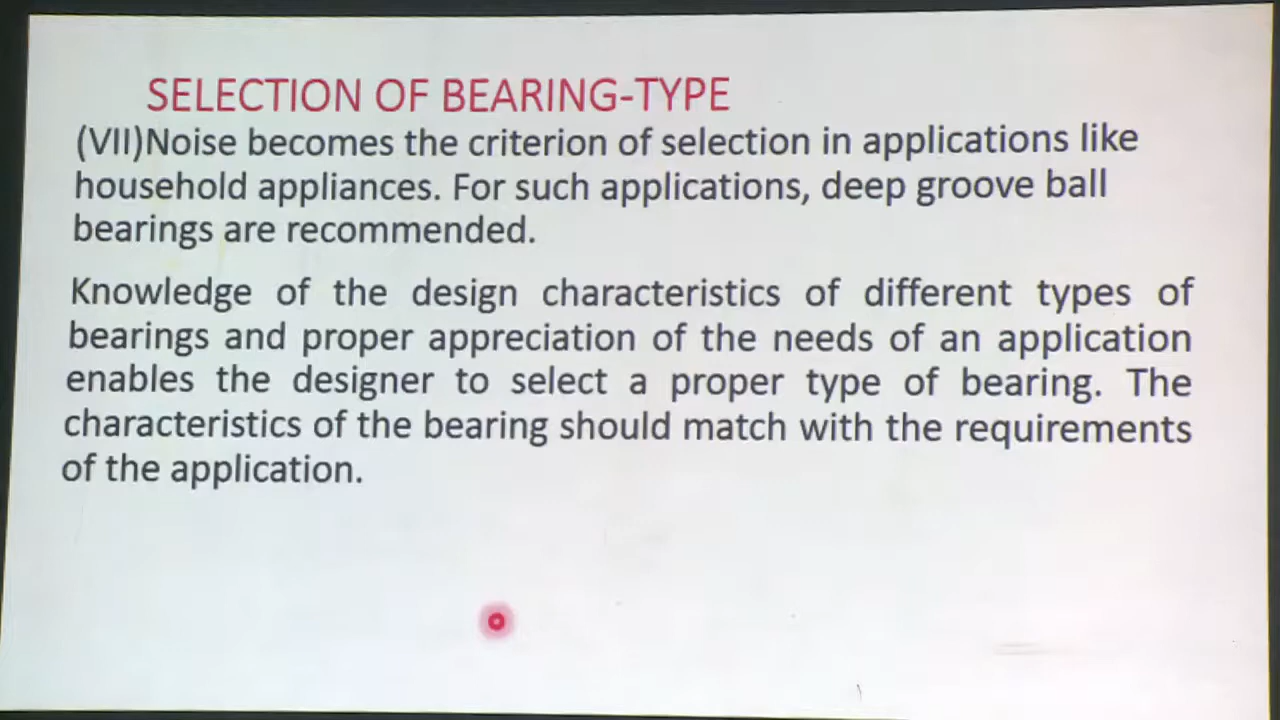 SELECTION OF BEARING-TYPE
(VII)Noise becomes the criterion of selection in applications like
household appliances. For such applications, deep groove ball
bearings are recommended.
Knowledge of the design characteristics of different types of
bearings and proper appreciation of the needs of an application
enables the designer to select a proper type of bearing. The
characteristics of the bearing should match with the requirements
of the application.